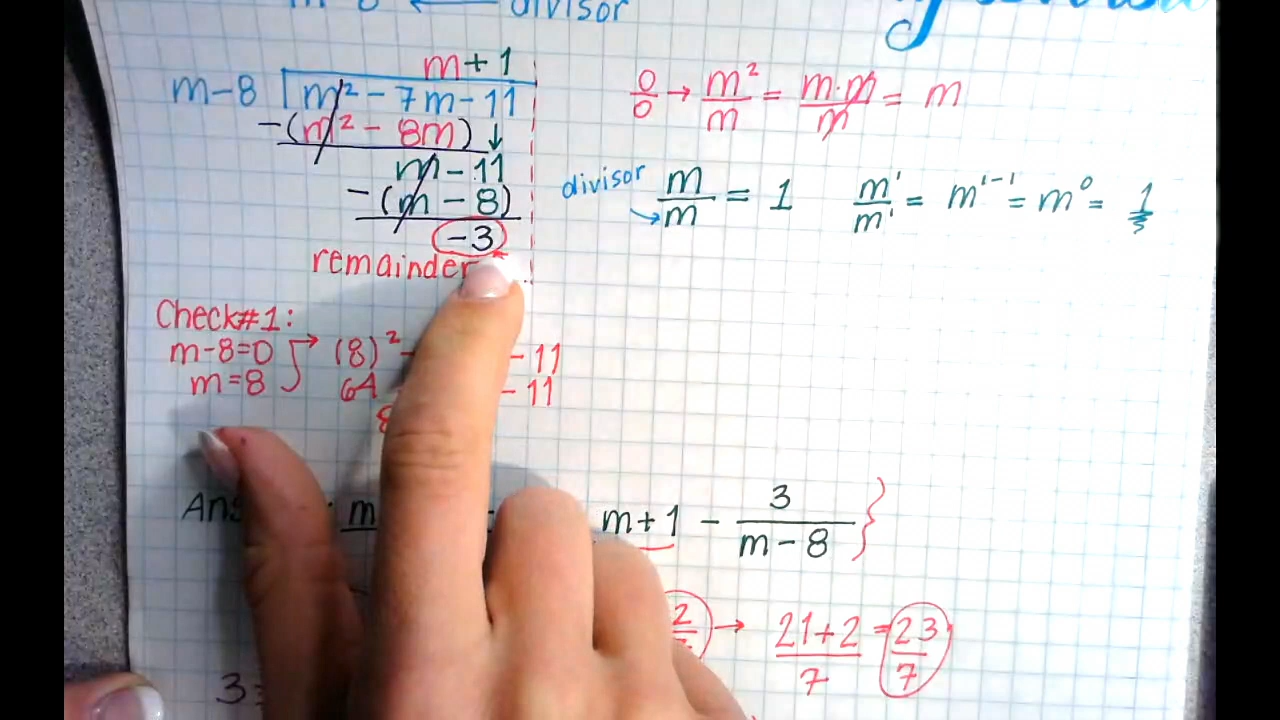 divisor
m + 1
m - 8 m² - 7m - 11
-(m² - 8m) ↓
m - 11
-(m - 8)
-3
remainder
0/0 → m²/m = m·m/m = m
divisor m/m = 1 m¹/m¹ = m¹⁻¹ = m⁰ = 1
Check#1:
m-8=0 → (8)² - 11
m=8 64 - 11
m+1 - 3/(m-8)
→ (21+2)/7 = 23/7